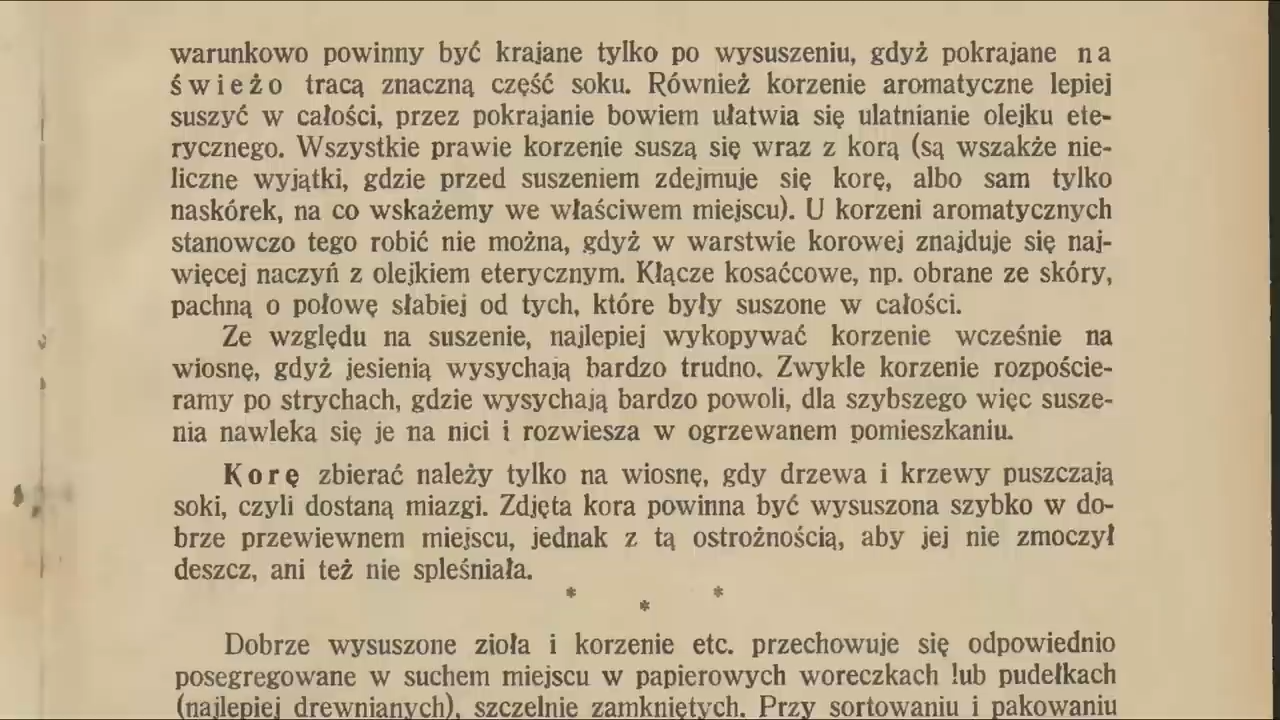 warunkowo powinny być krajane tylko po wysuszeniu, gdyż pokrajane na
świeżo tracą znaczną część soku. Również korzenie aromatyczne lepiej
suszyć w całości, przez pokrajanie bowiem ułatwia się ulatnianie olejku ete-
rycznego. Wszystkie prawie korzenie suszą się wraz z korą (są wszakże nie-
liczne wyjątki, gdzie przed suszeniem zdejmuje się korę, albo sam tylko
naskórek, na co wskażemy we właściwem miejscu). U korzeni aromatycznych
stanowczo tego robić nie można, gdyż w warstwie korowej znajduje się naj-
więcej naczyń z olejkiem eterycznym. Kłącze kosaćcowe, np. obrane ze skóry,
pachną o połowę słabiej od tych, które były suszone w całości.
Ze względu na suszenie, najlepiej wykopywać korzenie wcześnie na
wiosnę, gdyż jesienią wysychają bardzo trudno. Zwykle korzenie rozpoście-
ramy po strychach, gdzie wysychają bardzo powoli, dla szybszego więc susze-
nia nawleka się je na nici i rozwiesza w ogrzewanem pomieszkaniu.
Korę zbierać należy tylko na wiosnę, gdy drzewa i krzewy puszczają
soki, czyli dostaną miazgi. Zdjęta kora powinna być wysuszona szybko w do-
brze przewiewnem miejscu, jednak z tą ostrożnością, aby jej nie zmoczył
deszcz, ani też nie spleśniała.
* * *
Dobrze wysuszone zioła i korzenie etc. przechowuje się odpowiednio
posegregowane w suchem miejscu w papierowych woreczkach lub pudełkach
(najlepiej drewnianych), szczelnie zamkniętych. Przy sortowaniu i pakowaniu